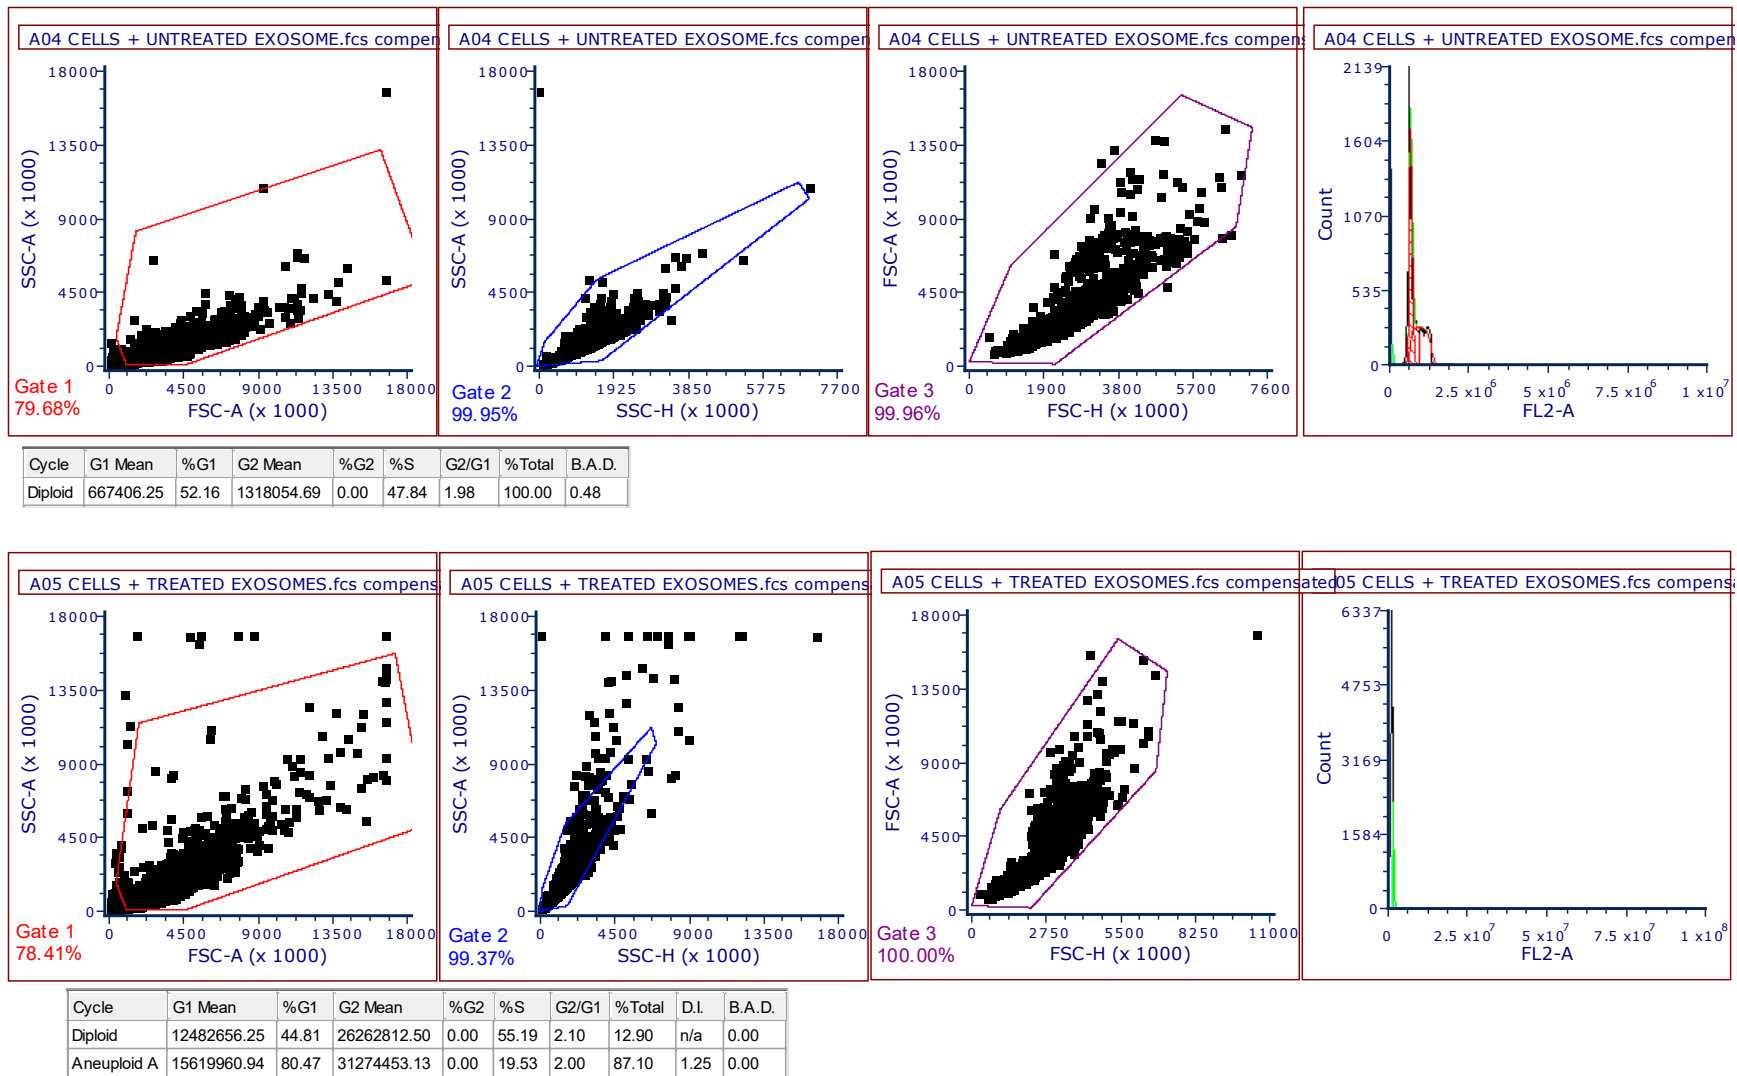 A04 CELLS + UNTREATED EXOSOME.fcs compen
A04 CELLS + UNTREATED EXOSOME.fcs compen
A04 CELLS + UNTREATED EXOSOME.fcs compens
A04 CELLS + UNTREATED EXOSOME.fcs compen
18000
13500
9000
4500
0
SSC-A (x 1000)
0 4500 9000 13500 18000
FSC-A (x 1000)
Gate 1
79.68%
18000
13500
9000
4500
0
SSC-A (x 1000)
0 1925 3850 5775 7700
SSC-H (x 1000)
Gate 2
99.95%
18000
13500
9000
4500
0
FSC-A (x 1000)
0 1900 3800 5700 7600
FSC-H (x 1000)
Gate 3
99.96%
2139
1604
1070
535
0
Count
0 2.5 x10^6 5 x10^6 7.5 x10^6 1 x10^7
FL2-A
Cycle G1 Mean %G1 G2 Mean %G2 %S G2/G1 %Total B.A.D.
Diploid 667406.25 52.16 1318054.69 0.00 47.84 1.98 100.00 0.48
A05 CELLS + TREATED EXOSOMES.fcs compens
A05 CELLS + TREATED EXOSOMES.fcs compensa
A05 CELLS + TREATED EXOSOMES.fcs compensated
05 CELLS + TREATED EXOSOMES.fcs compensa
18000
13500
9000
4500
0
SSC-A (x 1000)
0 4500 9000 13500 18000
FSC-A (x 1000)
Gate 1
78.41%
18000
13500
9000
4500
0
SSC-A (x 1000)
0 4500 9000 13500 18000
SSC-H (x 1000)
Gate 2
99.37%
18000
13500
9000
4500
0
FSC-A (x 1000)
0 2750 5500 8250 11000
FSC-H (x 1000)
Gate 3
100.00%
6337
4753
3169
1584
0
Count
0 2.5 x10^7 5 x10^7 7.5 x10^7 1 x10^8
FL2-A
Cycle G1 Mean %G1 G2 Mean %G2 %S G2/G1 %Total D.I. B.A.D.
Diploid 12482656.25 44.81 26262812.50 0.00 55.19 2.10 12.90 n/a 0.00
Aneuploid A 15619960.94 80.47 31274453.13 0.00 19.53 2.00 87.10 1.25 0.00